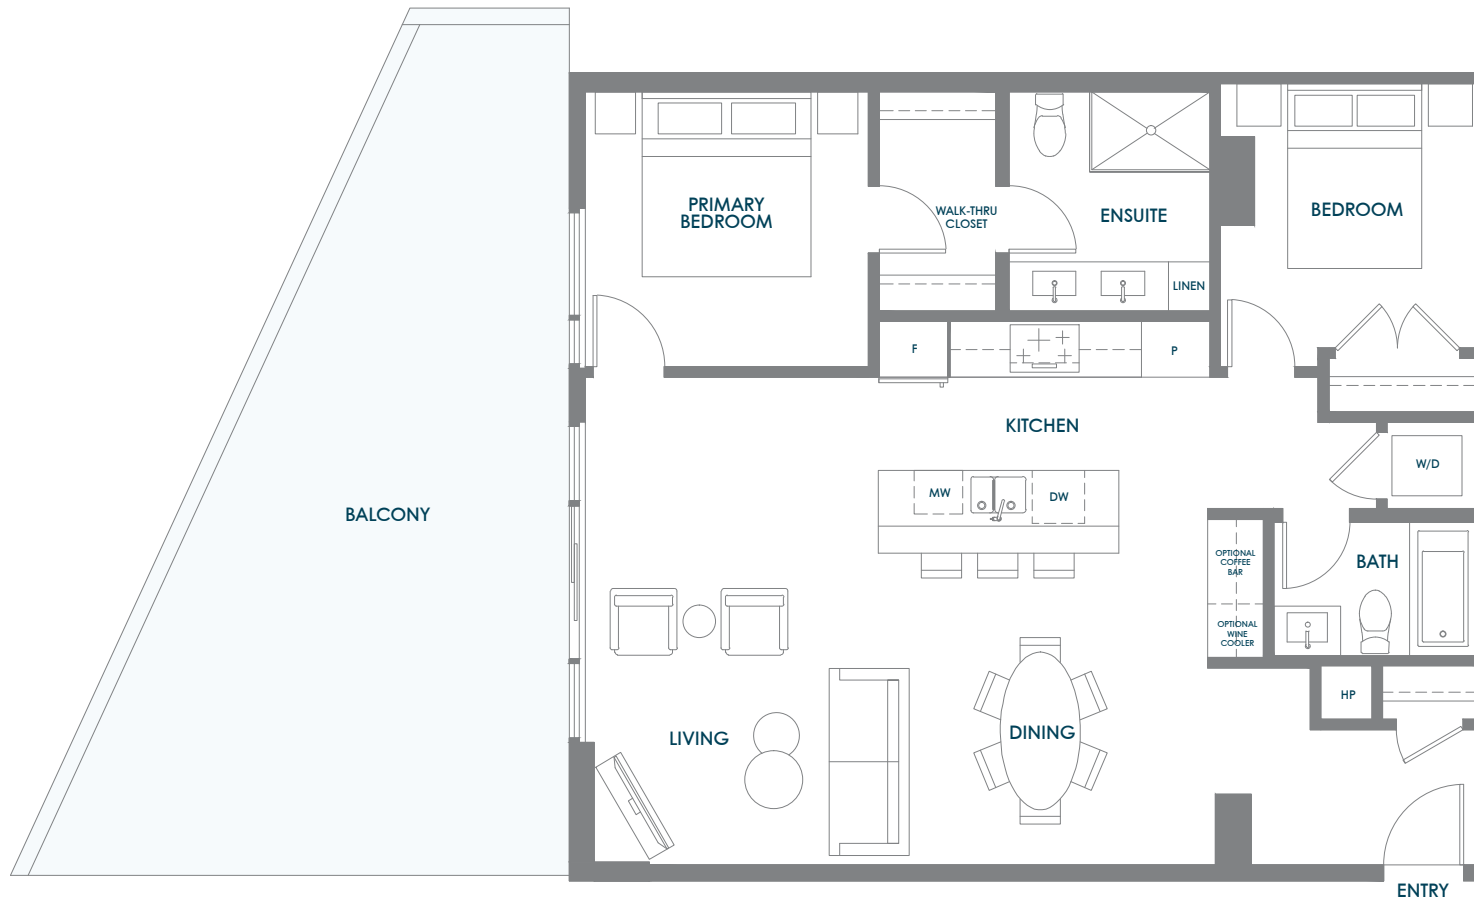 PRIMARY
BEDROOM
WALK-THRU
CLOSET
ENSUITE
BEDROOM
LINEN
F
P
KITCHEN
W/D
MW
DW
BALCONY
OPTIONAL
COFFEE
BAR
BATH
OPTIONAL
WINE
COOLER
HP
LIVING
DINING
ENTRY